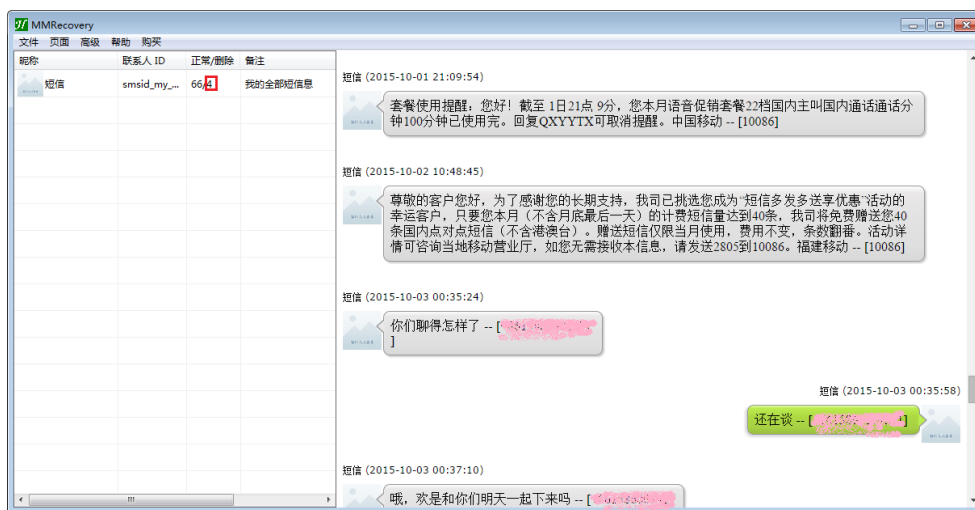 MMRecovery
文件 页面 高级 帮助 购买
昵称 联系人 ID 正常/删除 备注
短信 smsid_my_... 66/4 我的全部短信息
短信 (2015-10-01 21:09:54)
套餐使用提醒：您好！截至 1日21点 9分，您本月语音促销套餐22档国内主叫国内通话通话分
钟100分钟已使用完。回复QXYYTX可取消提醒。中国移动 -- [10086]
短信 (2015-10-02 10:48:45)
尊敬的客户您好，为了感谢您的长期支持，我司已挑选您成为“短信多发多送享优惠”活动的
幸运客户，只要您本月（不含月底最后一天）的计费短信量达到40条，我司将免费赠送您40
条国内点对点短信（不含港澳台）。赠送短信仅限当月使用，费用不变，条数翻番。活动详
情可咨询当地移动营业厅，如您无需接收本信息，请发送2805到10086。福建移动 -- [10086]
短信 (2015-10-03 00:35:24)
你们聊得怎样了 -- [
]
短信 (2015-10-03 00:35:58)
还在谈 -- [ ]
短信 (2015-10-03 00:37:10)
哦，欢是和你们明天一起下来吗 -- [